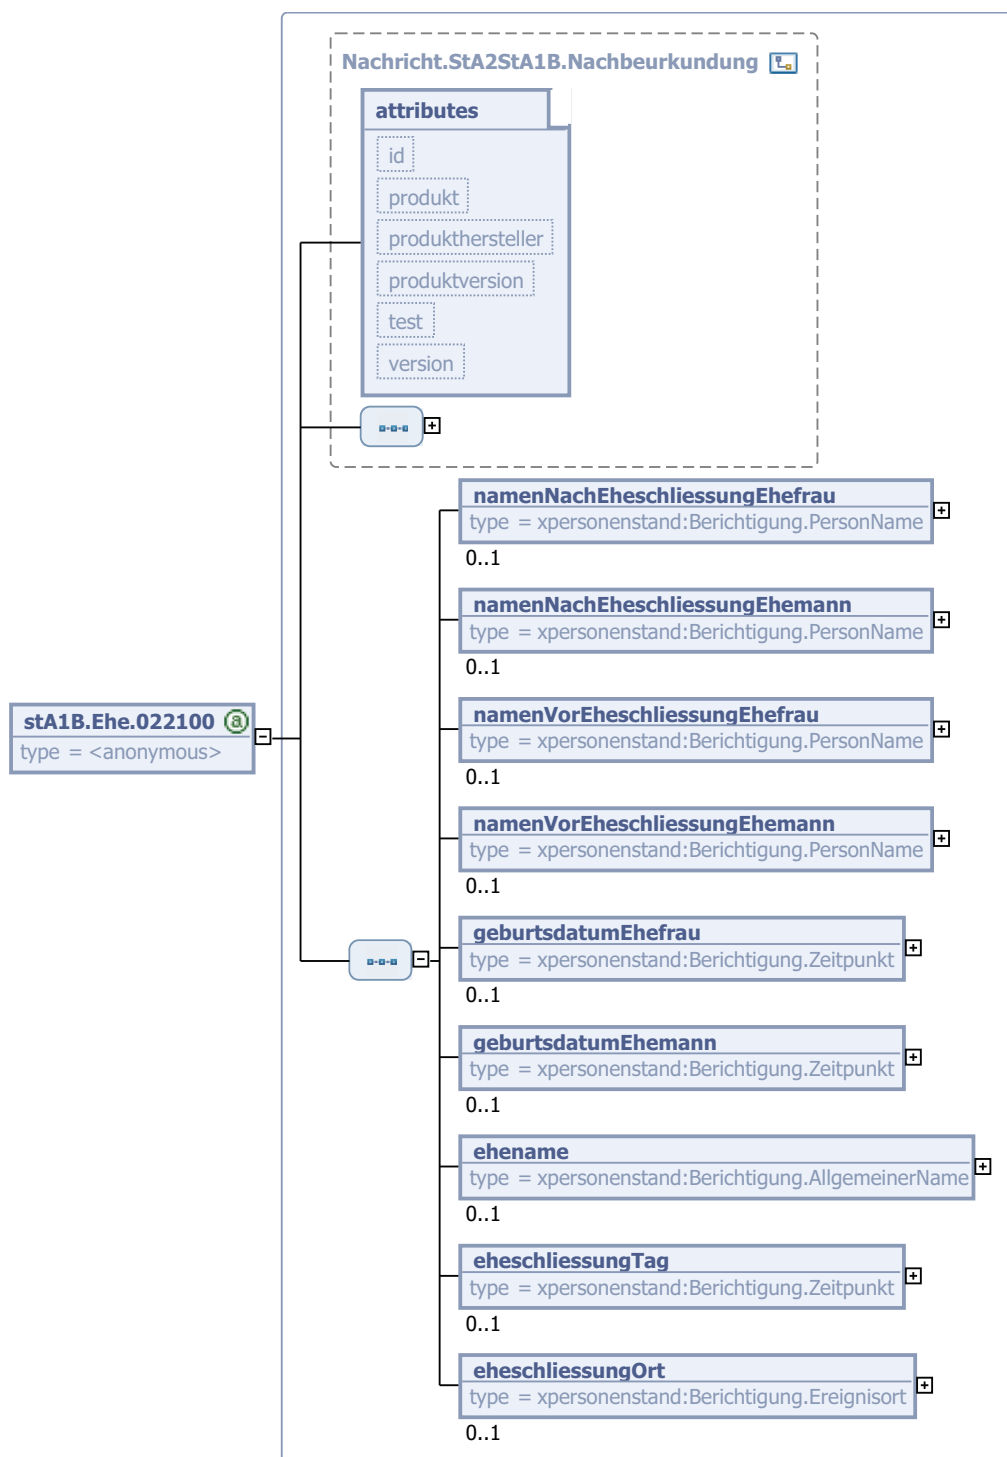 Nachricht.StA2StA1B.Nachbeurkundung
attributes
id
produkt
produkthersteller
produktversion
test
version
namenNachEheschliessungEhefrau
type = xpersonenstand:Berichtigung.PersonName
0..1
namenNachEheschliessungEhemann
type = xpersonenstand:Berichtigung.PersonName
0..1
namenVorEheschliessungEhefrau
type = xpersonenstand:Berichtigung.PersonName
0..1
stA1B.Ehe.022100 @
type = <anonymous>
namenVorEheschliessungEhemann
type = xpersonenstand:Berichtigung.PersonName
0..1
geburtsdatumEhefrau
type = xpersonenstand:Berichtigung.Zeitpunkt
0..1
geburtsdatumEhemann
type = xpersonenstand:Berichtigung.Zeitpunkt
0..1
ehename
type = xpersonenstand:Berichtigung.AllgemeinerName
0..1
eheschliessungTag
type = xpersonenstand:Berichtigung.Zeitpunkt
0..1
eheschliessungOrt
type = xpersonenstand:Berichtigung.Ereignisort
0..1